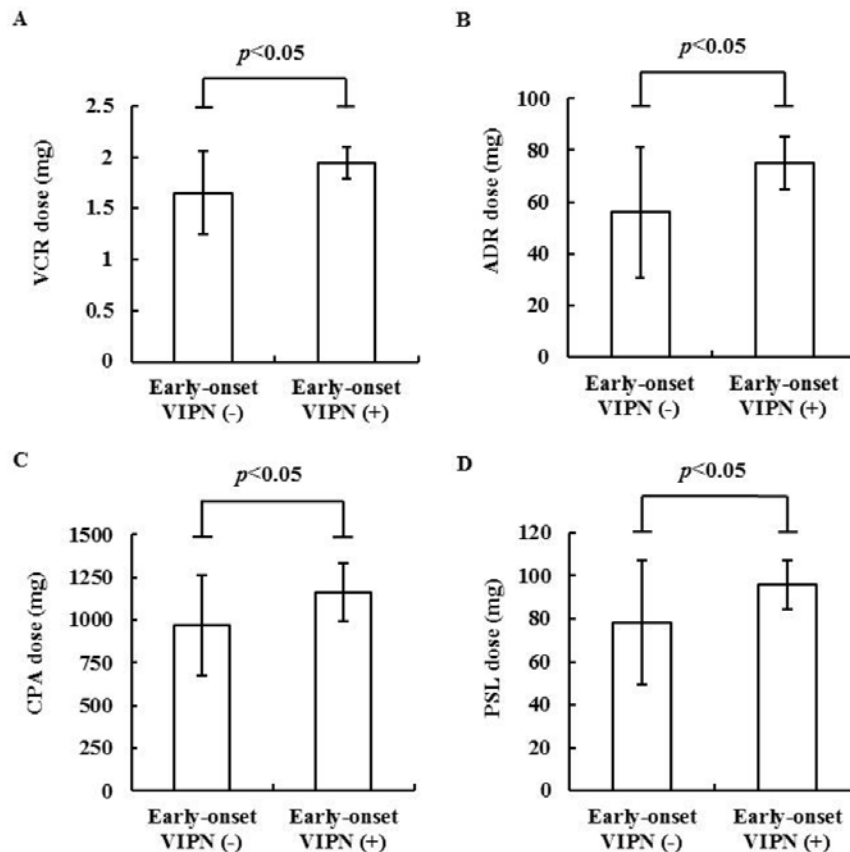 A
p<0.05
VCR dose (mg)
2.5
2
1.5
1
0.5
0
Early-onset
VIPN (-)
Early-onset
VIPN (+)
B
p<0.05
ADR dose (mg)
100
80
60
40
20
0
Early-onset
VIPN (-)
Early-onset
VIPN (+)
C
p<0.05
CPA dose (mg)
1500
1250
1000
750
500
250
0
Early-onset
VIPN (-)
Early-onset
VIPN (+)
D
p<0.05
PSL dose (mg)
120
100
80
60
40
20
0
Early-onset
VIPN (-)
Early-onset
VIPN (+)